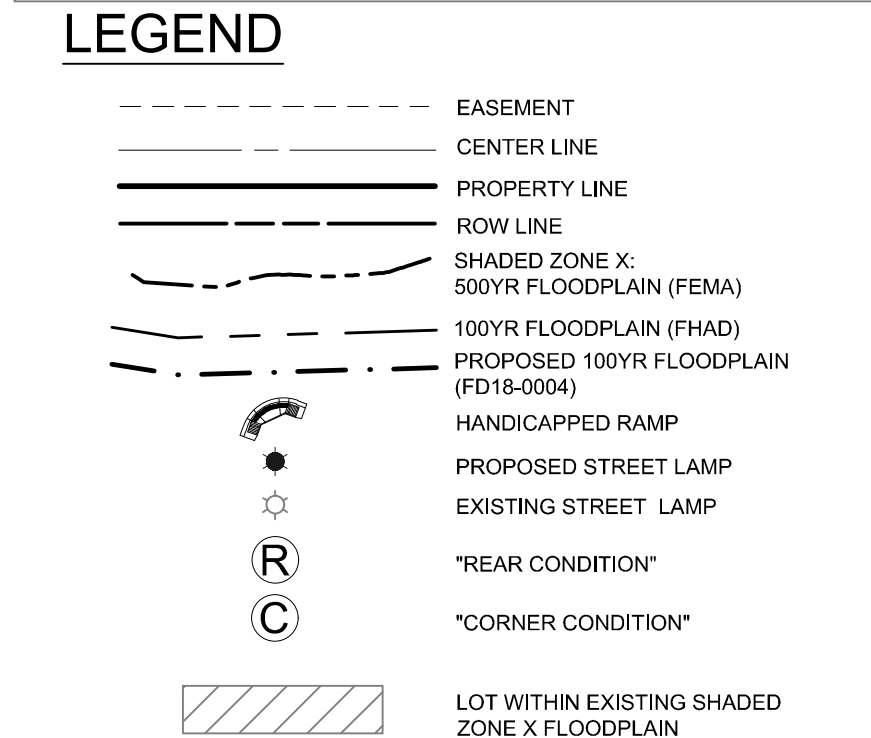 LEGEND
EASEMENT
CENTER LINE
PROPERTY LINE
ROW LINE
SHADED ZONE X:
500YR FLOODPLAIN (FEMA)
100YR FLOODPLAIN (FHAD)
PROPOSED 100YR FLOODPLAIN
(FD18-0004)
HANDICAPPED RAMP
PROPOSED STREET LAMP
EXISTING STREET LAMP
R "REAR CONDITION"
C "CORNER CONDITION"
LOT WITHIN EXISTING SHADED
ZONE X FLOODPLAIN